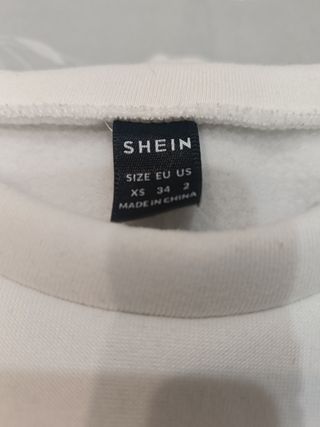 SHEIN
SIZE EU US
XS 34 2
MADE IN CHINA